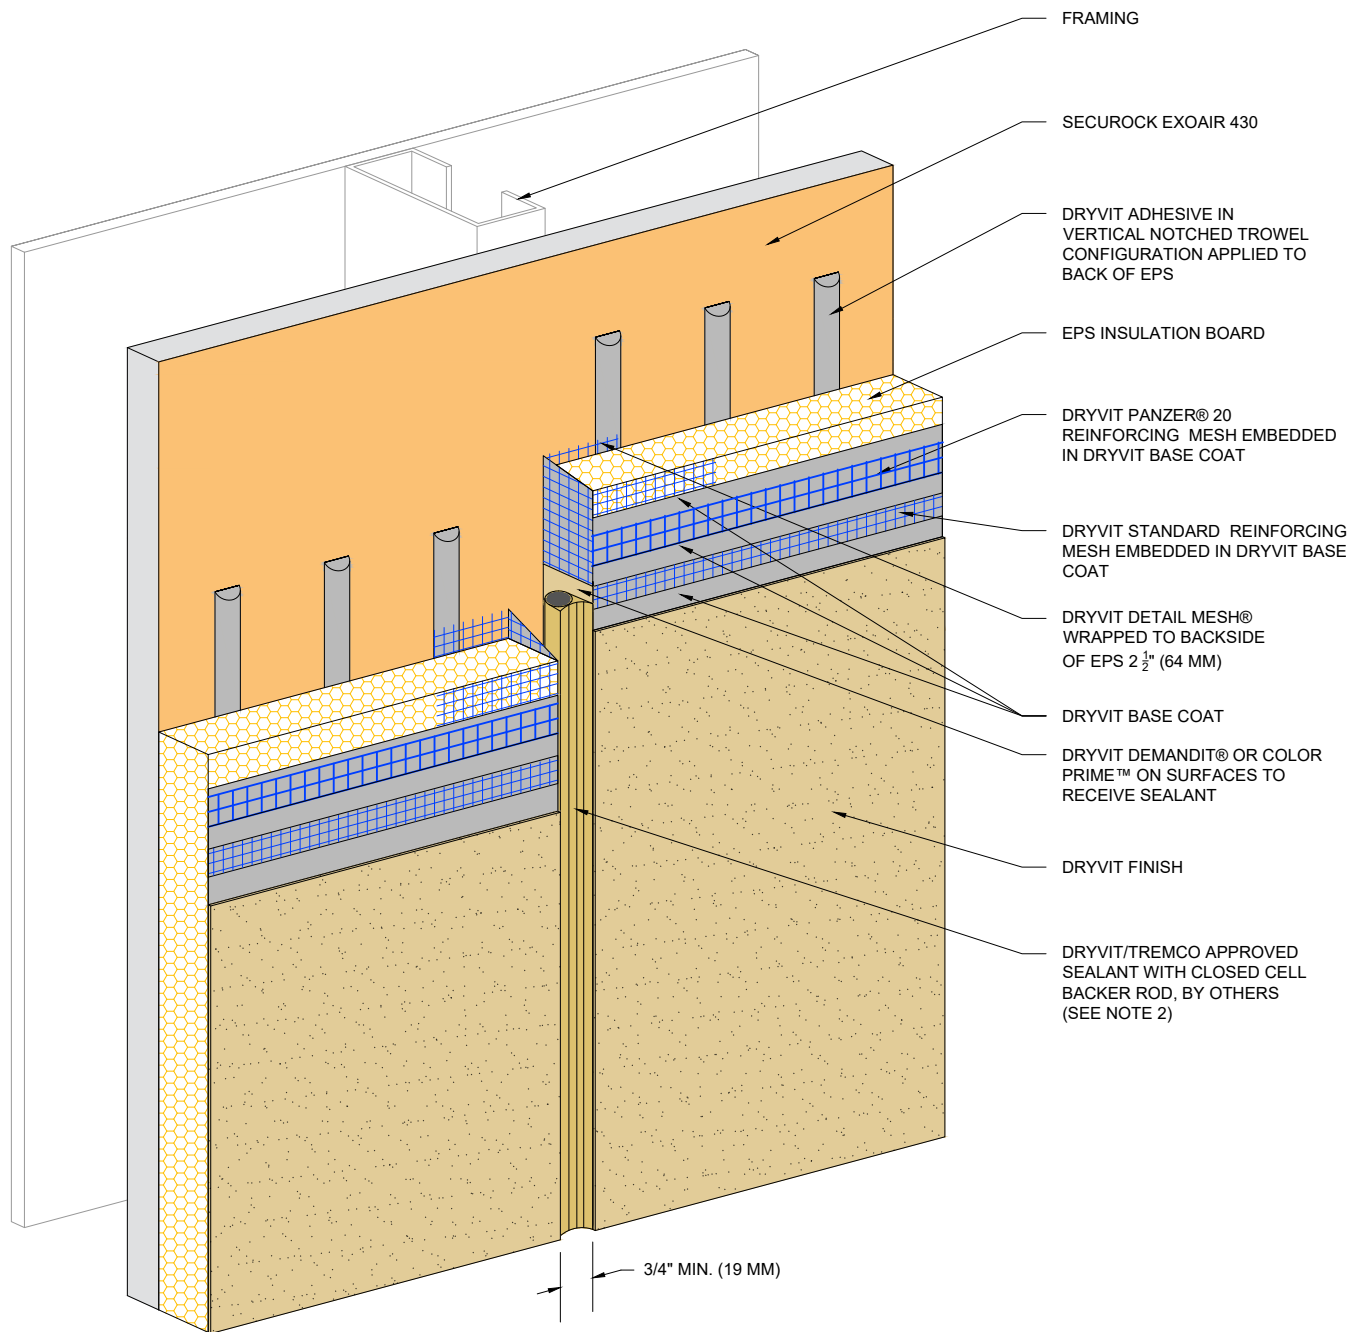 FRAMING
SECUROCK EXOAIR 430
DRYVIT ADHESIVE IN
VERTICAL NOTCHED TROWEL
CONFIGURATION APPLIED TO
BACK OF EPS
EPS INSULATION BOARD
DRYVIT PANZER® 20
REINFORCING MESH EMBEDDED
IN DRYVIT BASE COAT
DRYVIT STANDARD REINFORCING
MESH EMBEDDED IN DRYVIT BASE
COAT
DRYVIT DETAIL MESH®
WRAPPED TO BACKSIDE
OF EPS 2 1/2" (64 MM)
DRYVIT BASE COAT
DRYVIT DEMANDIT® OR COLOR
PRIME™ ON SURFACES TO
RECEIVE SEALANT
DRYVIT FINISH
DRYVIT/TREMCO APPROVED
SEALANT WITH CLOSED CELL
BACKER ROD, BY OTHERS
(SEE NOTE 2)
3/4" MIN. (19 MM)